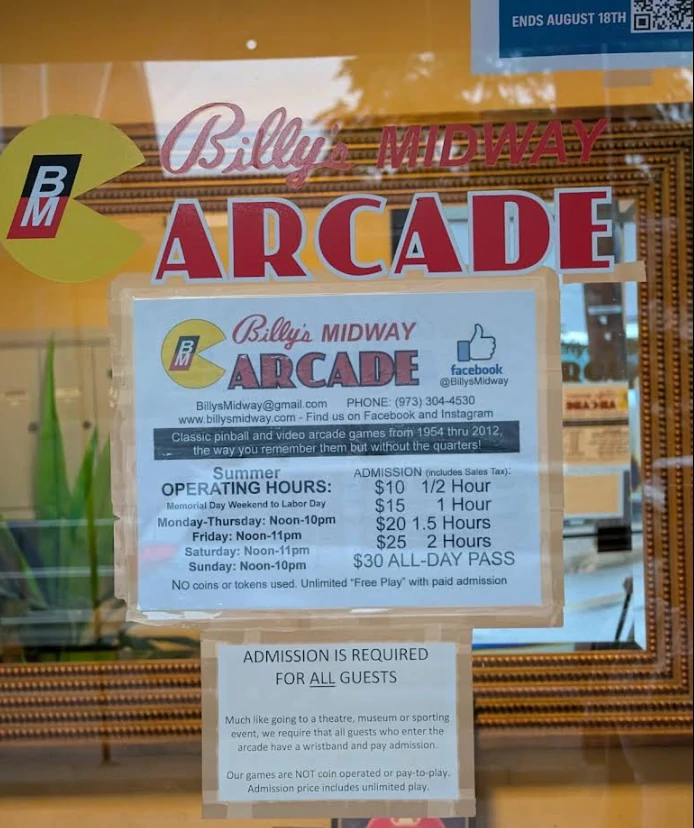 ENDS AUGUST 18TH
BM
Billy's MIDWAY
ARCADE
BM
Billy's MIDWAY
ARCADE
facebook
@BillysMidway
BillysMidway@gmail.com PHONE: (973) 304-4530
www.billysmidway.com - Find us on Facebook and Instagram
Classic pinball and video arcade games from 1954 thru 2012,
the way you remember them but without the quarters!
Summer
OPERATING HOURS:
Memorial Day Weekend to Labor Day
Monday-Thursday: Noon-10pm
Friday: Noon-11pm
Saturday: Noon-11pm
Sunday: Noon-10pm
ADMISSION (includes Sales Tax):
$10 1/2 Hour
$15 1 Hour
$20 1.5 Hours
$25 2 Hours
$30 ALL-DAY PASS
NO coins or tokens used. Unlimited "Free Play" with paid admission
ADMISSION IS REQUIRED
FOR ALL GUESTS
Much like going to a theatre, museum or sporting
event, we require that all guests who enter the
arcade have a wristband and pay admission.
Our games are NOT coin operated or pay-to-play.
Admission price includes unlimited play.